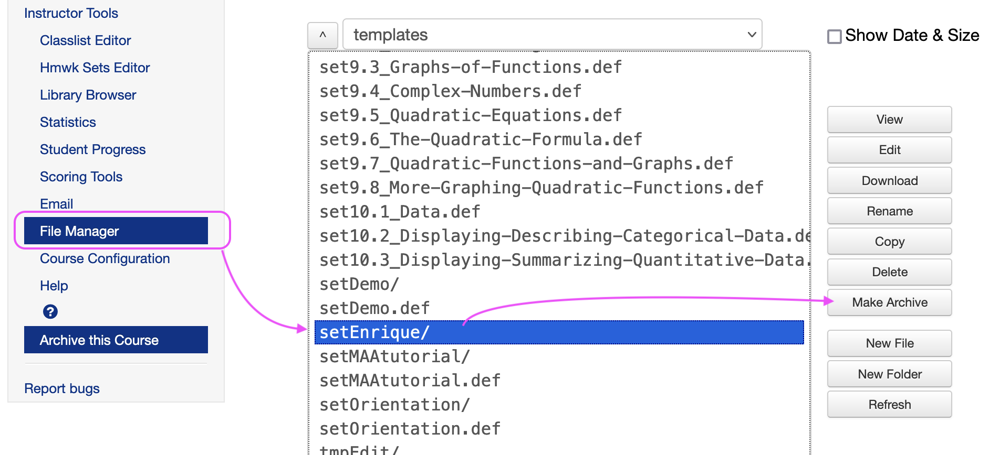 Instructor Tools
Classlist Editor
Hmwk Sets Editor
Library Browser
Statistics
Student Progress
Scoring Tools
Email
File Manager
Course Configuration
Help
?
Archive this Course
Report bugs
^ templates
set9.3_Graphs-of-Functions.def
set9.4_Complex-Numbers.def
set9.5_Quadratic-Equations.def
set9.6_The-Quadratic-Formula.def
set9.7_Quadratic-Functions-and-Graphs.def
set9.8_More-Graphing-Quadratic-Functions.def
set10.1_Data.def
set10.2_Displaying-Describing-Categorical-Data.de
set10.3_Displaying-Summarizing-Quantitative-Data.
setDemo/
setDemo.def
setEnrique/
setMAAtutorial/
setMAAtutorial.def
setOrientation/
setOrientation.def
tmpEdit/
Show Date & Size
View
Edit
Download
Rename
Copy
Delete
Make Archive
New File
New Folder
Refresh